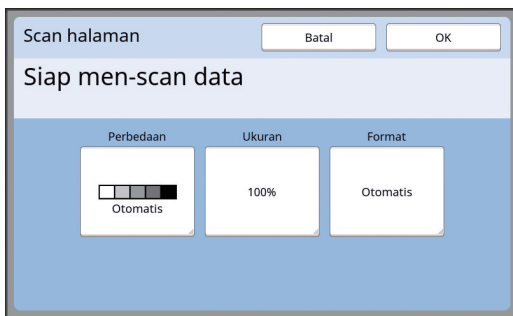 Scan halaman Batal OK
Siap men-scan data
Perbedaan Ukuran Format
Otomatis 100% Otomatis